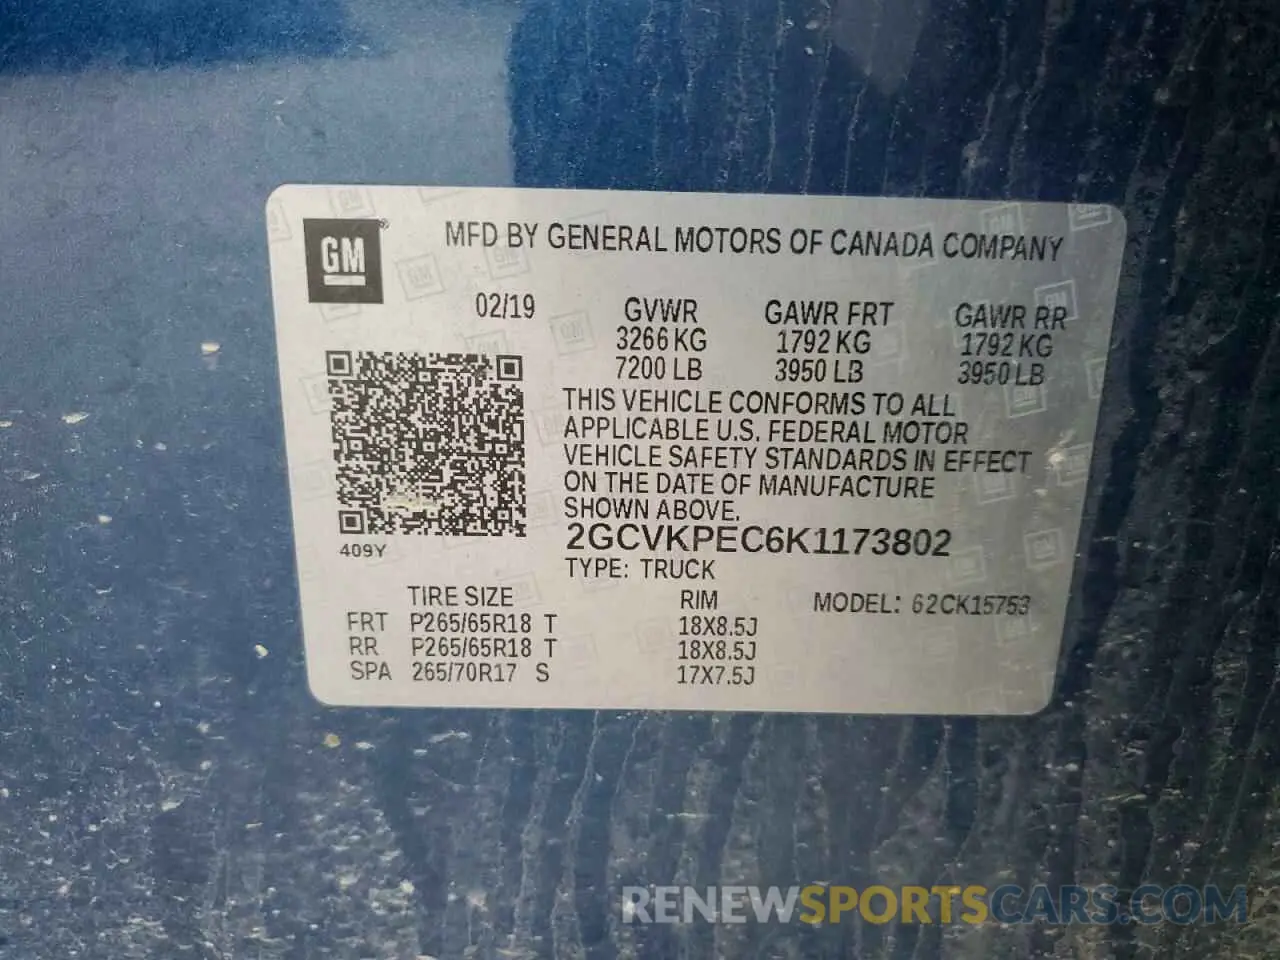 GM®
MFD BY GENERAL MOTORS OF CANADA COMPANY
02/19 GVWR GAWR FRT GAWR RR
3266 KG 1792 KG 1792 KG
7200 LB 3950 LB 3950 LB
THIS VEHICLE CONFORMS TO ALL
APPLICABLE U.S. FEDERAL MOTOR
VEHICLE SAFETY STANDARDS IN EFFECT
ON THE DATE OF MANUFACTURE
SHOWN ABOVE.
2GCVKPEC6K1173802
409Y
TYPE: TRUCK
TIRE SIZE RIM MODEL: 62CK15753
FRT P265/65R18 T 18X8.5J
RR P265/65R18 T 18X8.5J
SPA 265/70R17 S 17X7.5J
RENEWSPORTSCARS.COM